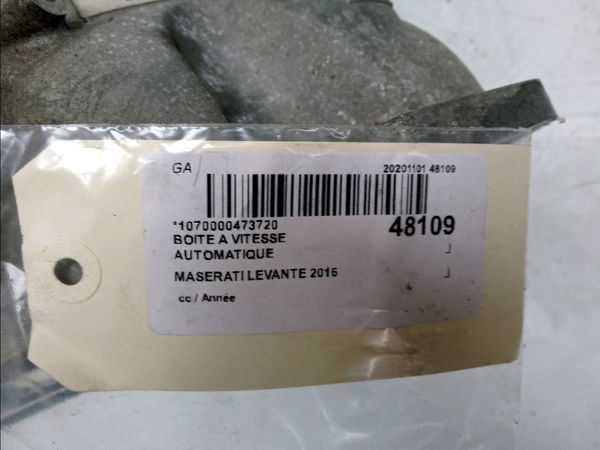 GA 20201101 48109
*1070000473720 48109
BOITE A VITESSE
AUTOMATIQUE
MASERATI LEVANTE 2016
cc / Année